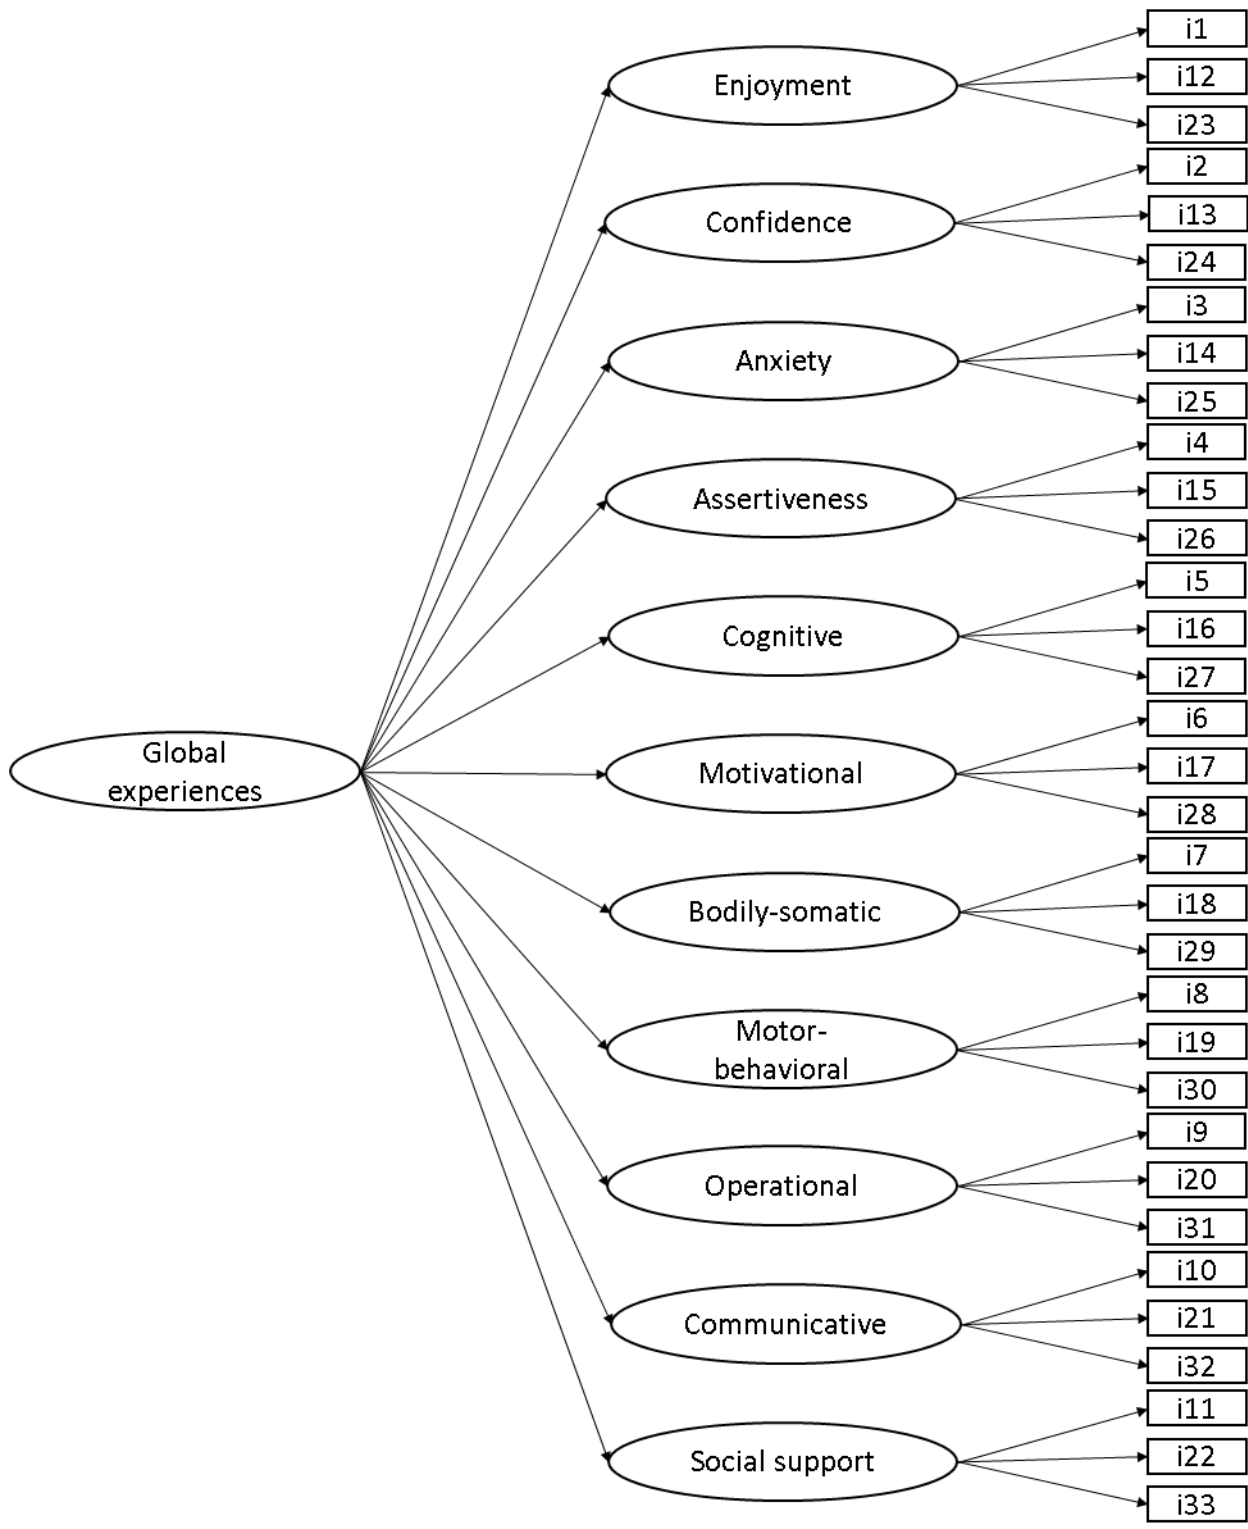 Global
experiences
Enjoyment
i1
i12
i23
Confidence
i2
i13
i24
Anxiety
i3
i14
i25
Assertiveness
i4
i15
i26
Cognitive
i5
i16
i27
Motivational
i6
i17
i28
Bodily-somatic
i7
i18
i29
Motor-
behavioral
i8
i19
i30
Operational
i9
i20
i31
Communicative
i10
i21
i32
Social support
i11
i22
i33